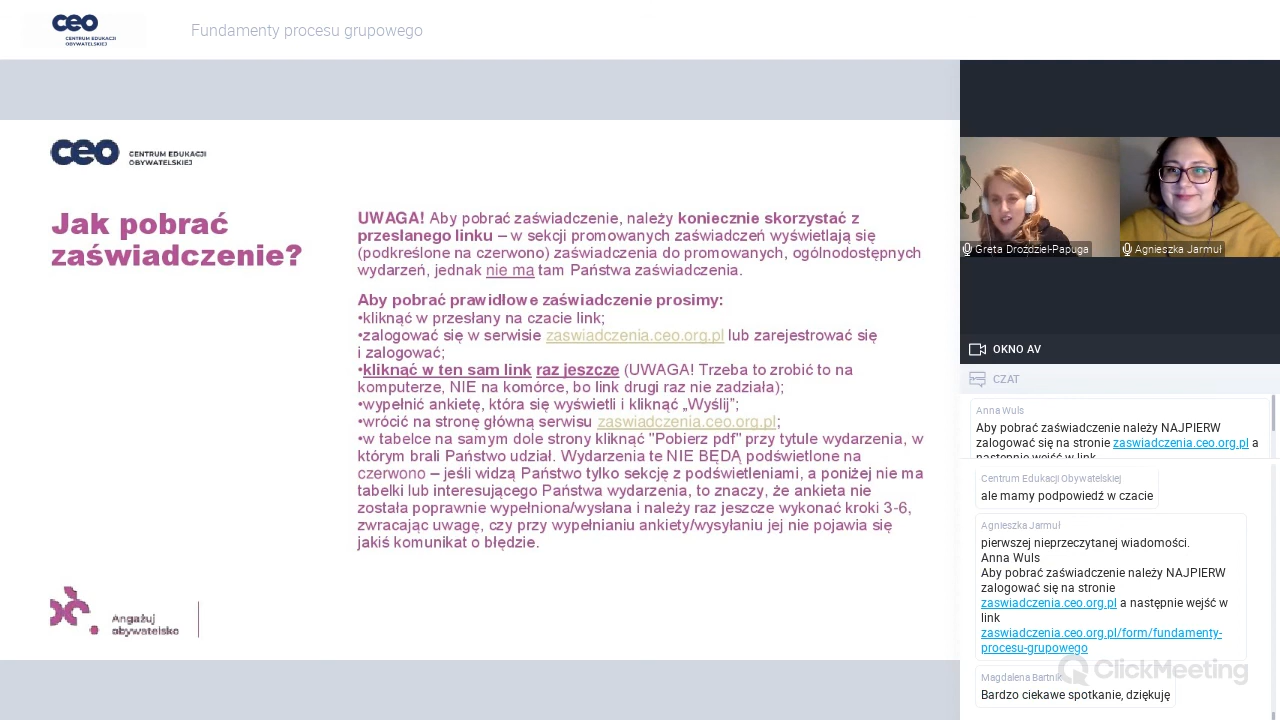 ceo
CENTRUM EDUKACJI
OBYWATELSKIEJ
Fundamenty procesu grupowego
ceo
CENTRUM EDUKACJI
OBYWATELSKIEJ
Jak pobrać
zaświadczenie?
UWAGA! Aby pobrać zaświadczenie, należy koniecznie skorzystać z
przesłanego linku – w sekcji promowanych zaświadczeń wyświetlają się
(podkreślone na czerwono) zaświadczenia do promowanych, ogólnodostępnych
wydarzeń, jednak nie ma tam Państwa zaświadczenia.
Aby pobrać prawidłowe zaświadczenie prosimy:
•kliknąć w przesłany na czacie link;
•zalogować się w serwisie zaswiadczenia.ceo.org.pl lub zarejestrować się
i zalogować;
•kliknąć w ten sam link raz jeszcze (UWAGA! Trzeba to zrobić to na
komputerze, NIE na komórce, bo link drugi raz nie zadziała);
•wypełnić ankietę, która się wyświetli i kliknąć „Wyślij”;
•wrócić na stronę główną serwisu zaswiadczenia.ceo.org.pl;
•w tabelce na samym dole strony kliknąć "Pobierz pdf" przy tytule wydarzenia, w
którym brali Państwo udział. Wydarzenia te NIE BĘDĄ podświetlone na
czerwono – jeśli widzą Państwo tylko sekcję z podświetleniami, a poniżej nie ma
tabelki lub interesującego Państwa wydarzenia, to znaczy, że ankieta nie
została poprawnie wypełniona/wysłana i należy raz jeszcze wykonać kroki 3-6,
zwracając uwagę, czy przy wypełnianiu ankiety/wysyłaniu jej nie pojawia się
jakiś komunikat o błędzie.
Angażuj
obywatelsko
Greta Droździel-Papuga
Agnieszka Jarmuł
OKNO AV
CZAT
Anna Wuls
Aby pobrać zaświadczenie należy NAJPIERW
zalogować się na stronie zaswiadczenia.ceo.org.pl a
następnie wejść w link
Centrum Edukacji Obywatelskiej
ale mamy podpowiedź w czacie
Agnieszka Jarmuł
pierwszej nieprzeczytanej wiadomości.
Anna Wuls
Aby pobrać zaświadczenie należy NAJPIERW
zalogować się na stronie
zaswiadczenia.ceo.org.pl a następnie wejść w
link
zaswiadczenia.ceo.org.pl/form/fundamenty-
procesu-grupowego
ClickMeeting
Magdalena Bartnik
Bardzo ciekawe spotkanie, dziękuję